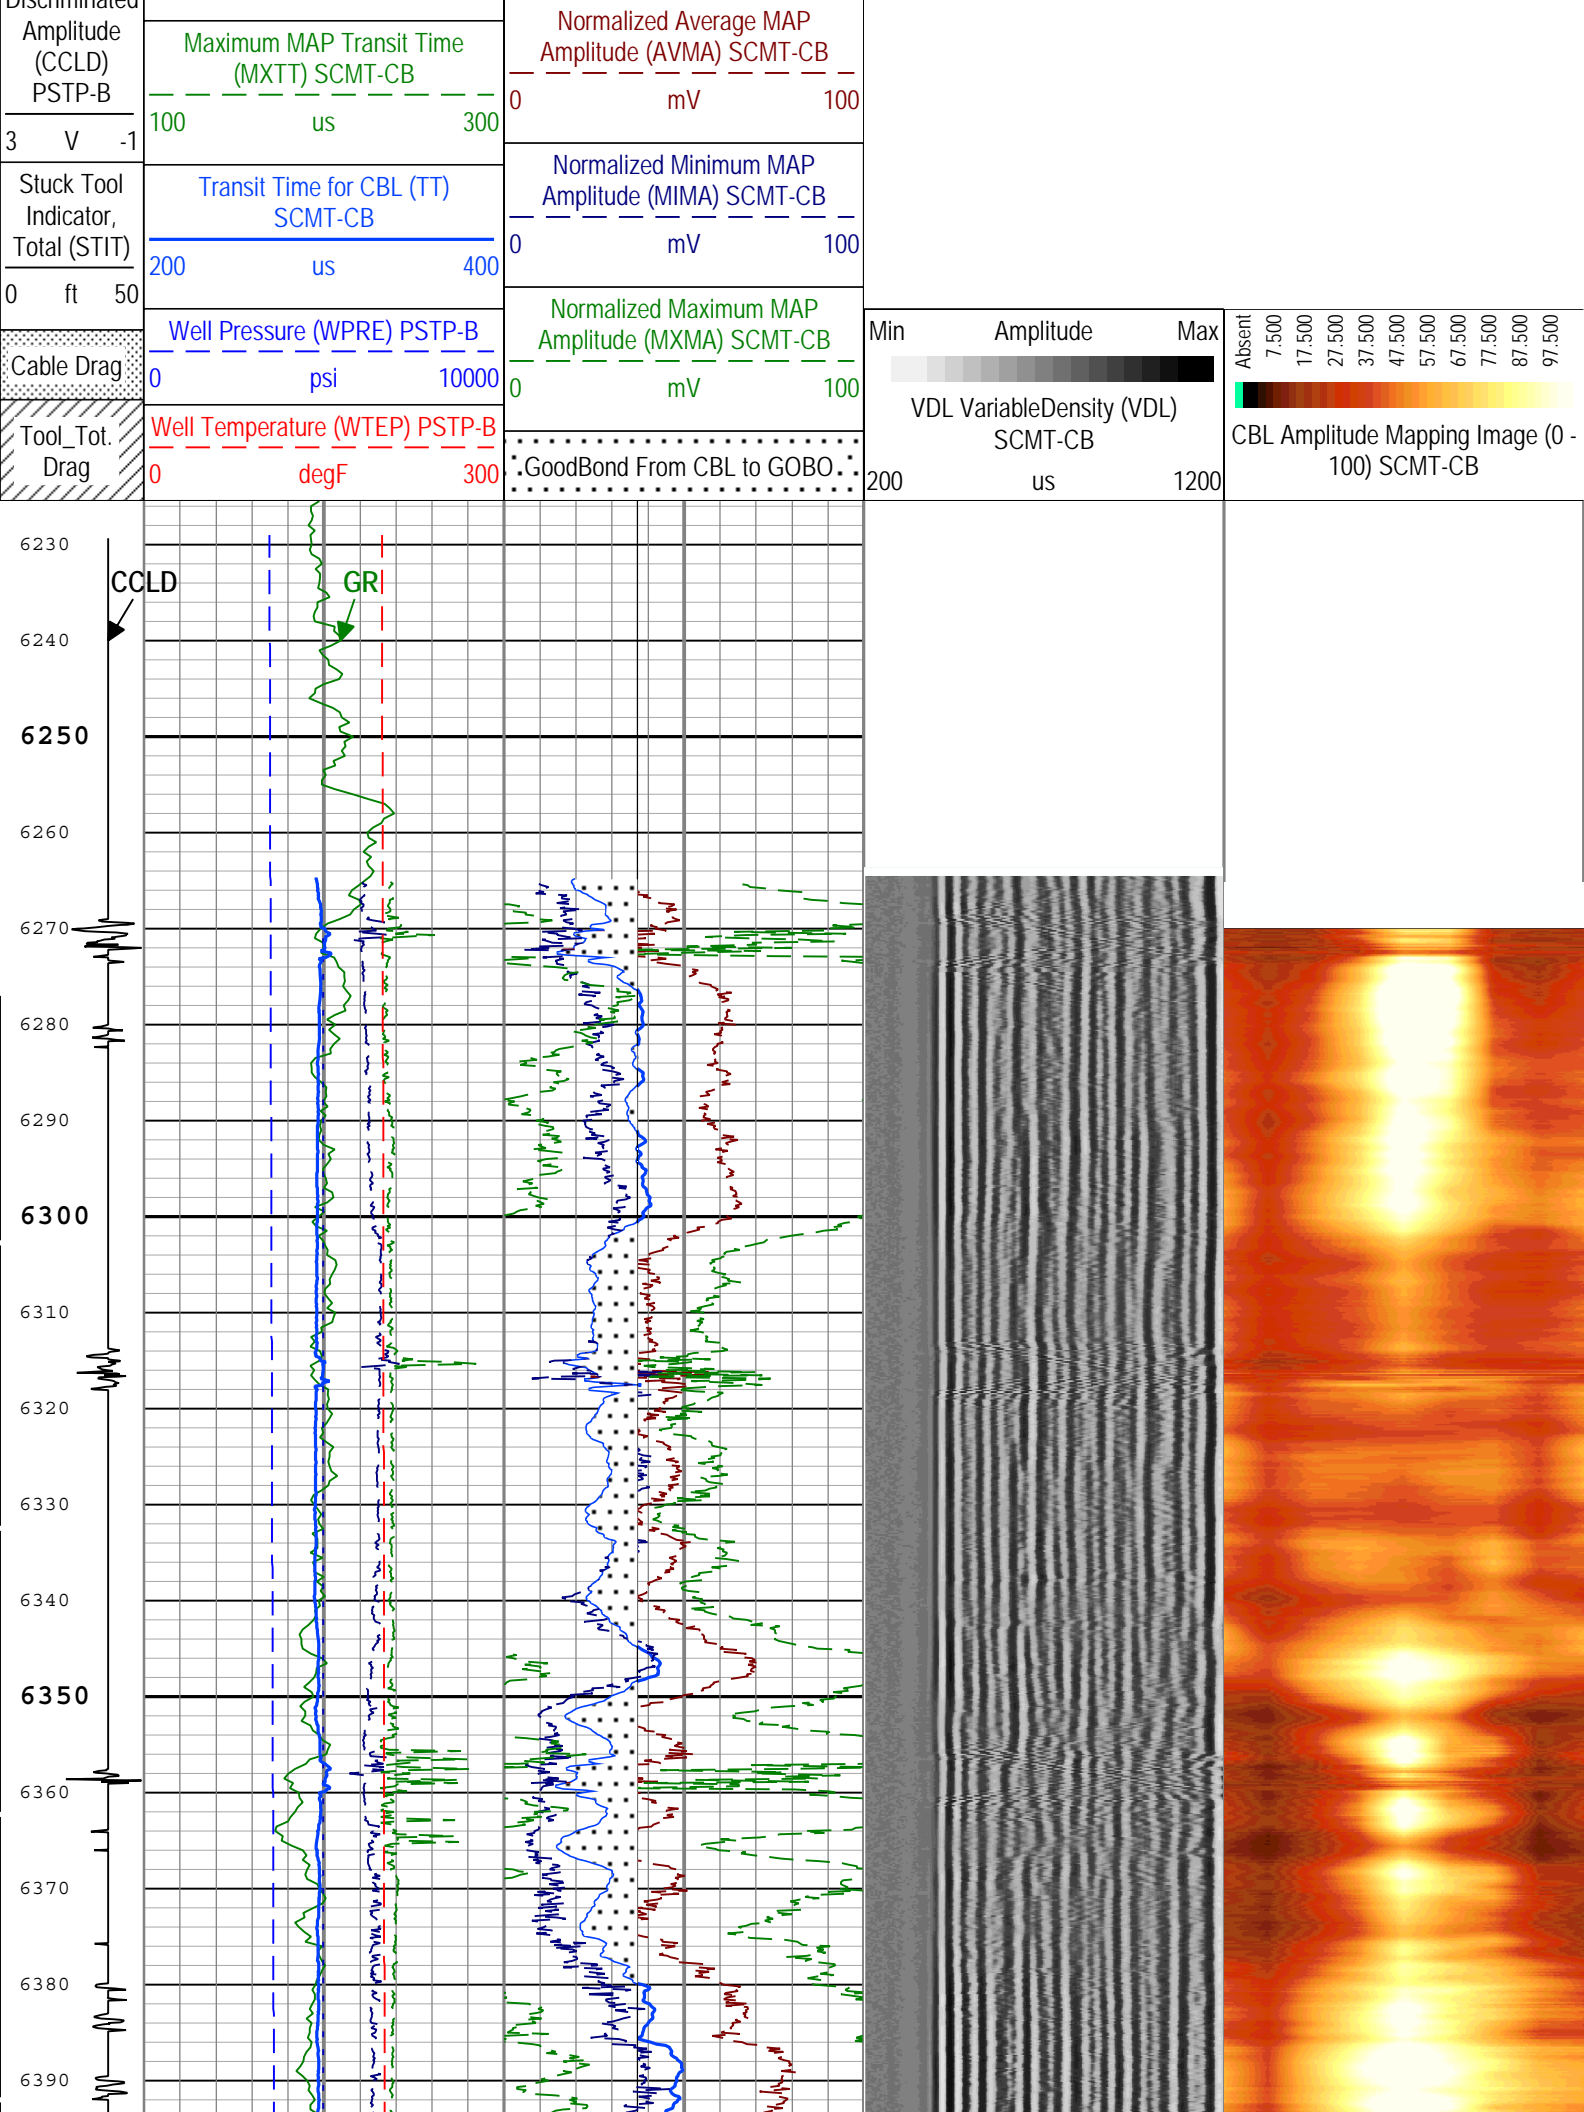 Discriminated
Amplitude
(CCLD)
PSTP-B
3 V -1
Stuck Tool
Indicator,
Total (STIT)
0 ft 50
Cable Drag
Tool_Tot.
Drag
Maximum MAP Transit Time
(MXTT) SCMT-CB
100 us 300
Transit Time for CBL (TT)
SCMT-CB
200 us 400
Well Pressure (WPRE) PSTP-B
0 psi 10000
Well Temperature (WTEP) PSTP-B
0 degF 300
Normalized Average MAP
Amplitude (AVMA) SCMT-CB
0 mV 100
Normalized Minimum MAP
Amplitude (MIMA) SCMT-CB
0 mV 100
Normalized Maximum MAP
Amplitude (MXMA) SCMT-CB
0 mV 100
GoodBond From CBL to GOBO
Min Amplitude Max
VDL VariableDensity (VDL)
SCMT-CB
200 us 1200
Absent
7.500
17.500
27.500
37.500
47.500
57.500
67.500
77.500
87.500
97.500
CBL Amplitude Mapping Image (0 -
100) SCMT-CB
6230
CCLD
GR
6240
6250
6260
6270
6280
6290
6300
6310
6320
6330
6340
6350
6360
6370
6380
6390